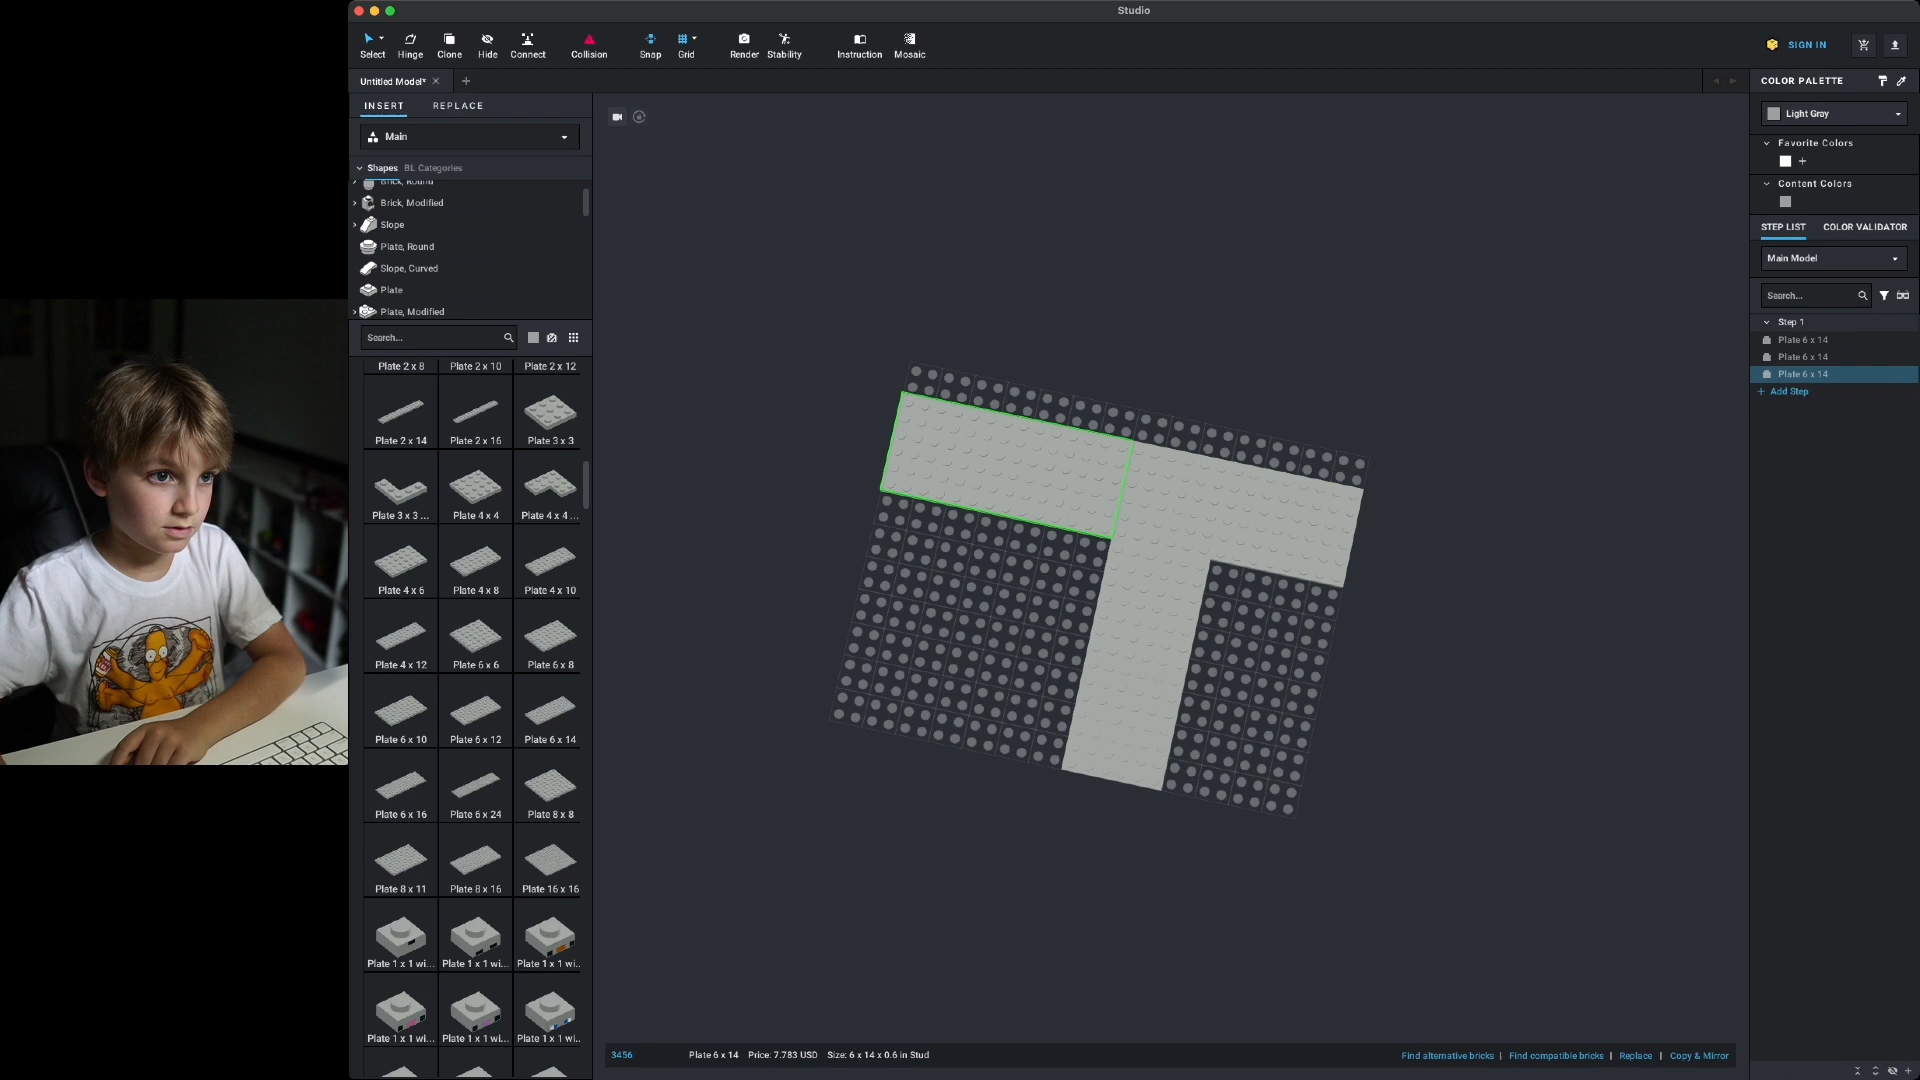 Studio
Select
Hinge
Clone
Hide
Connect
Collision
Snap
Grid
Render
Stability
Instruction
Mosaic
SIGN IN
Untitled Model*
INSERT
REPLACE
Main
Shapes
BL Categories
Brick, Round
Brick, Modified
Slope
Plate, Round
Slope, Curved
Plate
Plate, Modified
Search...
Plate 2 x 8
Plate 2 x 10
Plate 2 x 12
Plate 2 x 14
Plate 2 x 16
Plate 3 x 3
Plate 3 x 3 ...
Plate 4 x 4
Plate 4 x 4 ...
Plate 4 x 6
Plate 4 x 8
Plate 4 x 10
Plate 4 x 12
Plate 6 x 6
Plate 6 x 8
Plate 6 x 10
Plate 6 x 12
Plate 6 x 14
Plate 6 x 16
Plate 6 x 24
Plate 8 x 8
Plate 8 x 11
Plate 8 x 16
Plate 16 x 16
Plate 1 x 1 wi...
Plate 1 x 1 wi...
Plate 1 x 1 wi..
Plate 1 x 1 wi...
Plate 1 x 1 wi...
Plate 1 x 1 wi..
3456
Plate 6 x 14
Price: 7.783 USD
Size: 6 x 14 x 0.6 in Stud
Find alternative bricks |
Find compatible bricks |
Replace |
Copy & Mirror
COLOR PALETTE
Light Gray
Favorite Colors
Content Colors
STEP LIST
COLOR VALIDATOR
Main Model
Search...
Step 1
Plate 6 x 14
Plate 6 x 14
Plate 6 x 14
+ Add Step